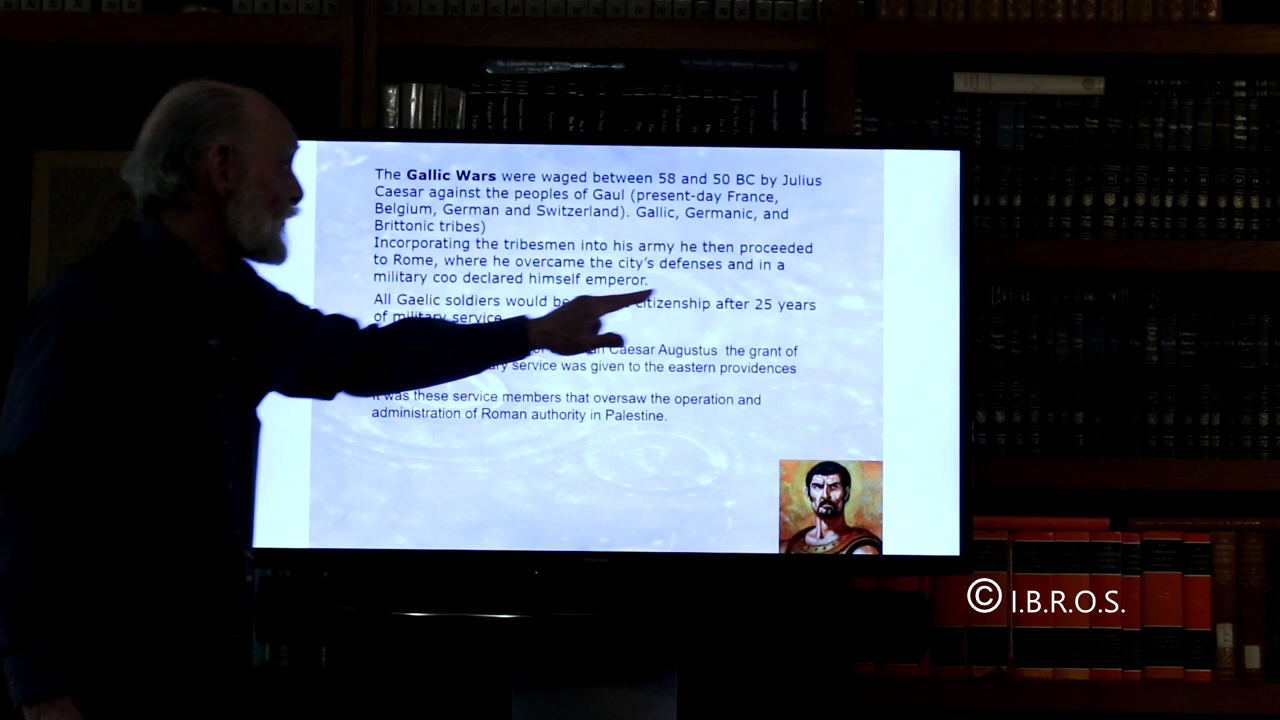 The Gallic Wars were waged between 58 and 50 BC by Julius
Caesar against the peoples of Gaul (present-day France,
Belgium, German and Switzerland). Gallic, Germanic, and
Brittonic tribes)
Incorporating the tribesmen into his army he then proceeded
to Rome, where he overcame the city's defenses and in a
military coo declared himself emperor.
All Gaelic soldiers would be citizenship after 25 years
of military service
Caesar Augustus the grant of
service was given to the eastern providences
It was these service members that oversaw the operation and
administration of Roman authority in Palestine.
© I.B.R.O.S.